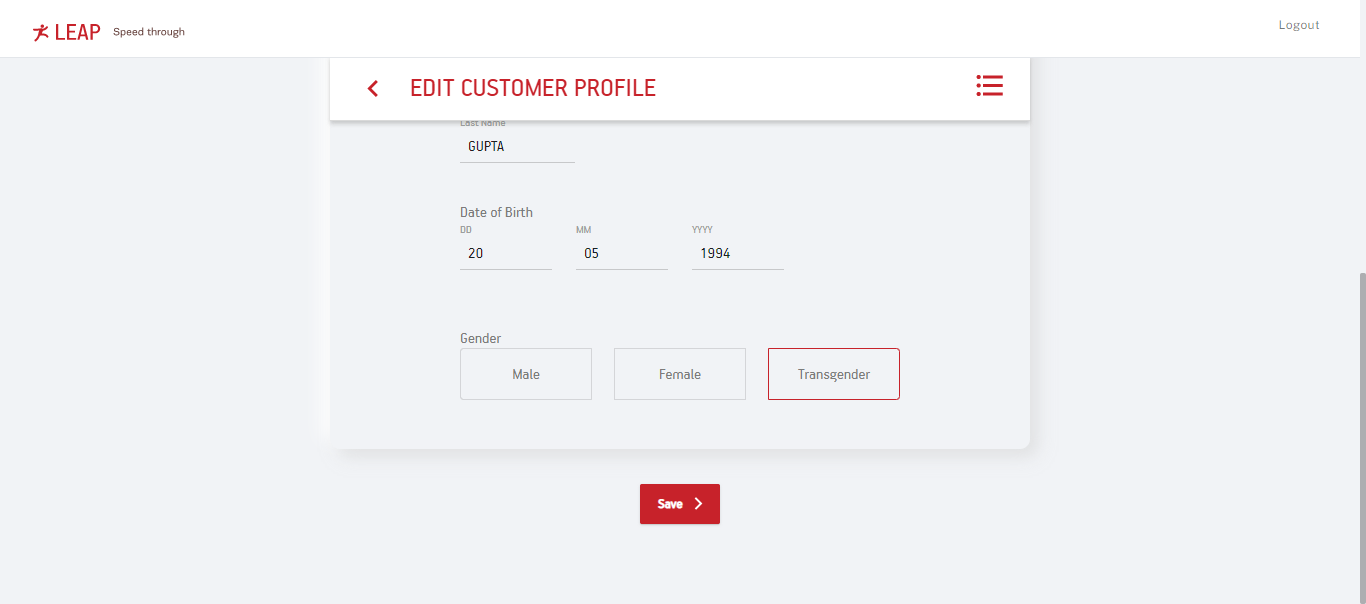 LEAP Speed through
Logout
EDIT CUSTOMER PROFILE
Last Name
GUPTA
Date of Birth
DD MM YYYY
20 05 1994
Gender
Male Female Transgender
Save